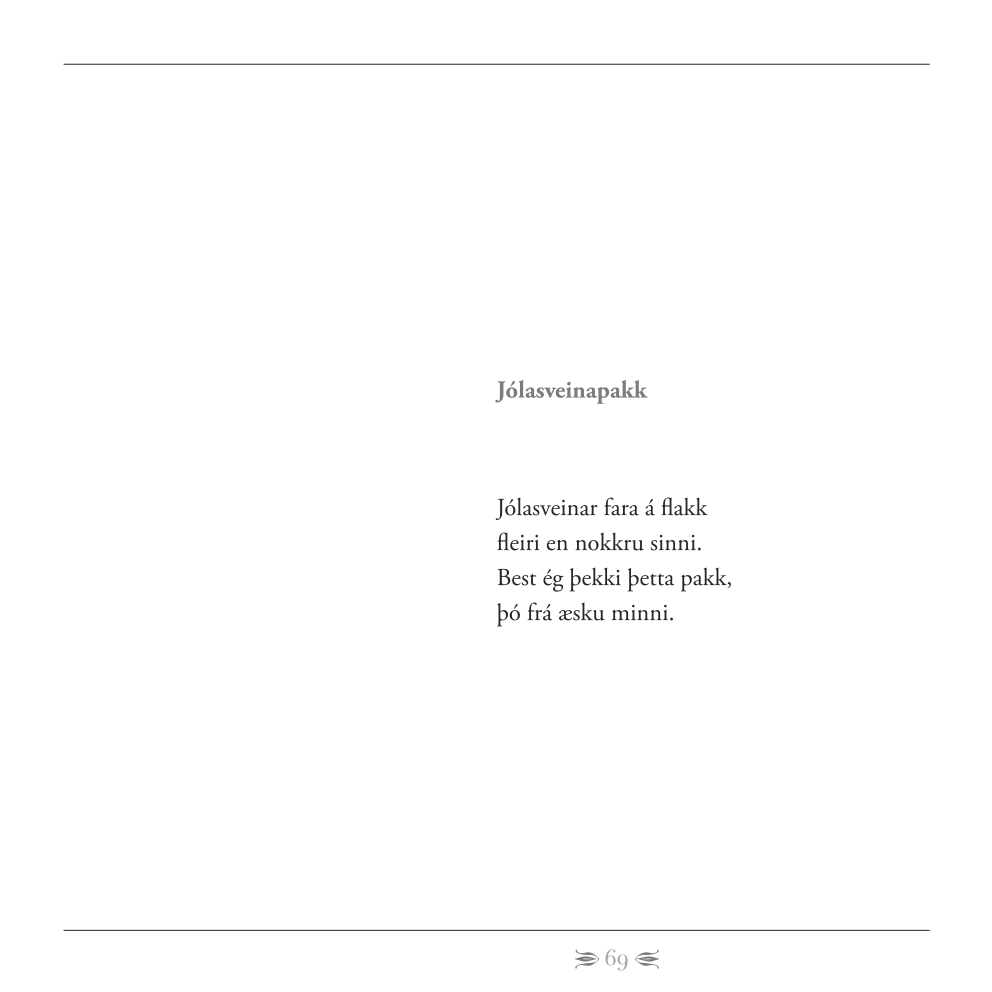 Jólasveinapakk
Jólasveinar fara á flakk
fleiri en nokkru sinni.
Best ég þekki þetta pakk,
þó frá æsku minni.
69